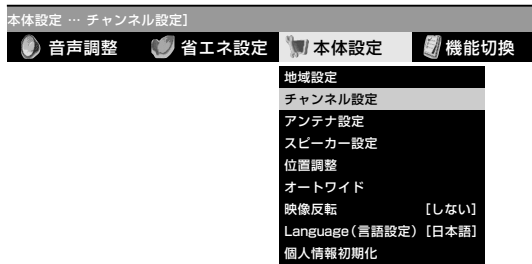 本体設定 … チャンネル設定]
音声調整 省エネ設定 本体設定 機能切換
地域設定
チャンネル設定
アンテナ設定
スピーカー設定
位置調整
オートワイド
映像反転 [しない]
Language(言語設定) [日本語]
個人情報初期化